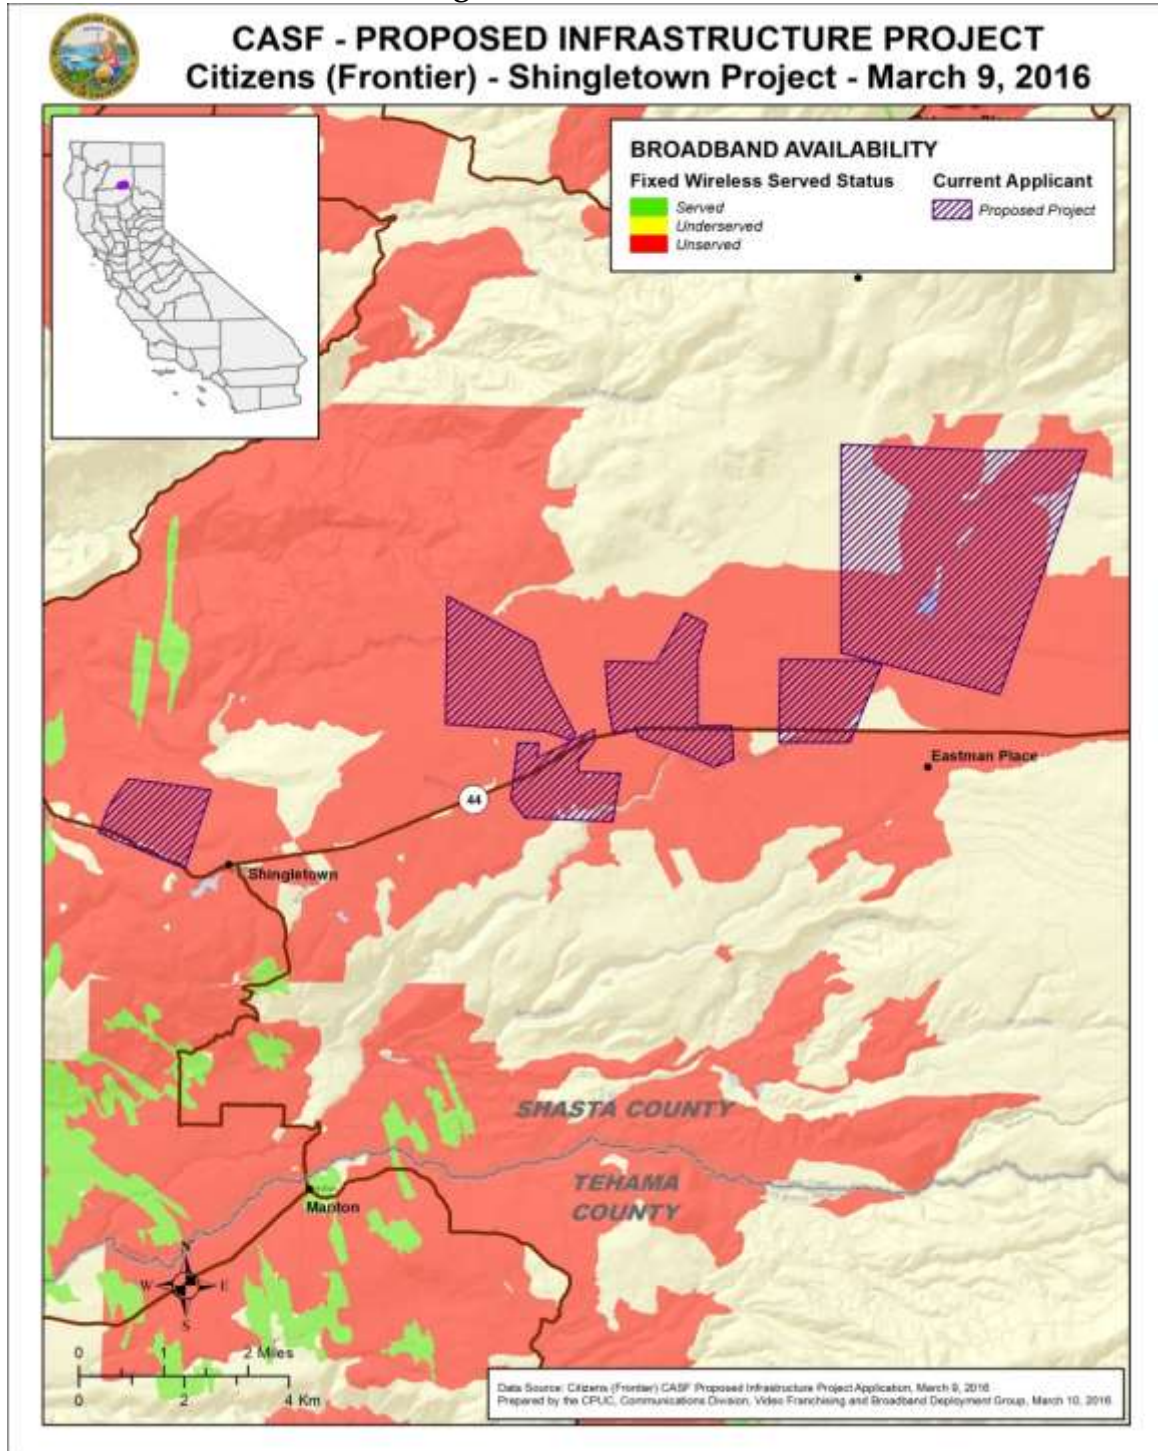 CASF - PROPOSED INFRASTRUCTURE PROJECT
Citizens (Frontier) - Shingletown Project - March 9, 2016
BROADBAND AVAILABILITY
Fixed Wireless Served Status
Current Applicant
Served
Underserved
Unserved
Proposed Project
Eastman Place
44
Shingletown
SHASTA COUNTY
TEHAMA
COUNTY
Manton
N
W
E
S
0 1 2 Miles
0 2 4 Km
Data Source: Citizens (Frontier) CASF Proposed Infrastructure Project Application, March 9, 2016
Prepared by the CPUC, Communications Division, Video Franchising and Broadband Deployment Group, March 10, 2016